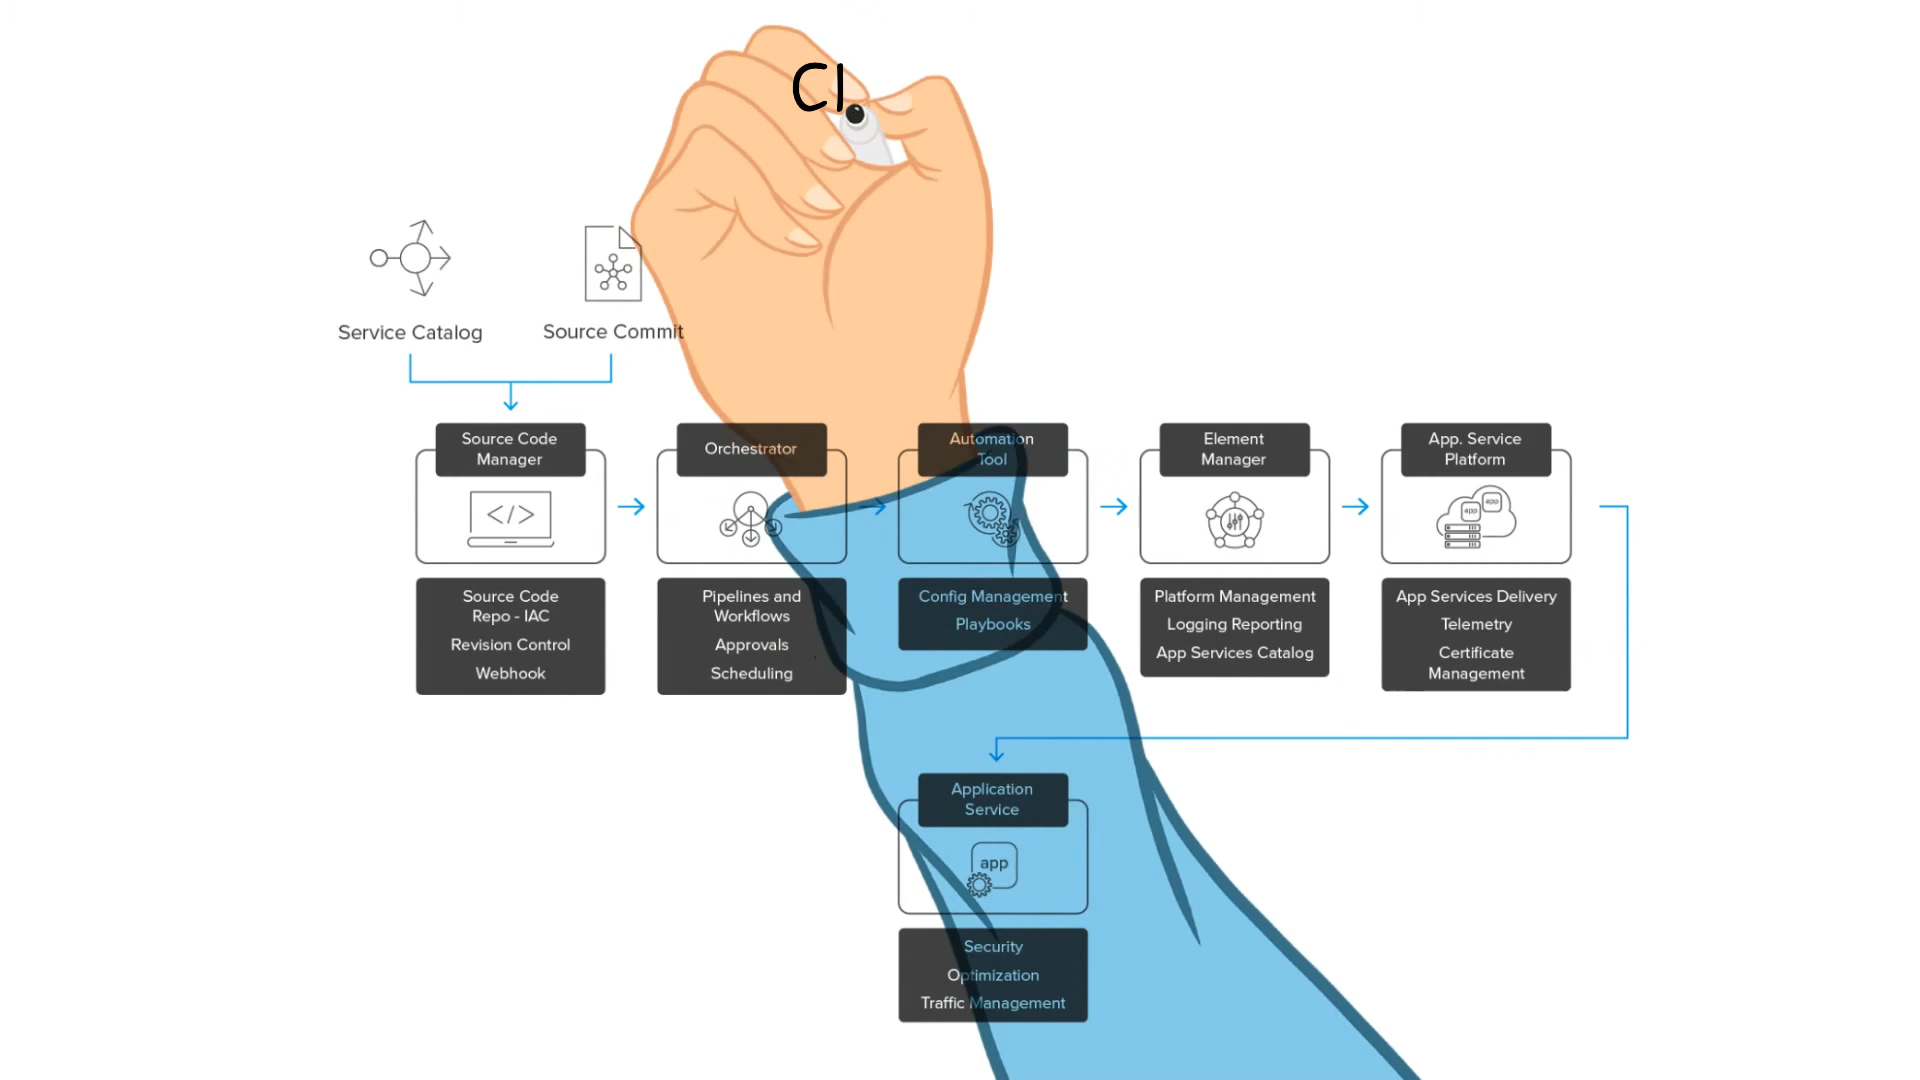 CI
Service Catalog
Source Commit
Source Code
Manager
</>
Source Code
Repo - IAC
Revision Control
Webhook
Orchestrator
Pipelines and
Workflows
Approvals
Scheduling
Automation
Tool
Config Management
Playbooks
Element
Manager
Platform Management
Logging Reporting
App Services Catalog
App. Service
Platform
app
app
App Services Delivery
Telemetry
Certificate
Management
Application
Service
app
Security
Optimization
Traffic Management